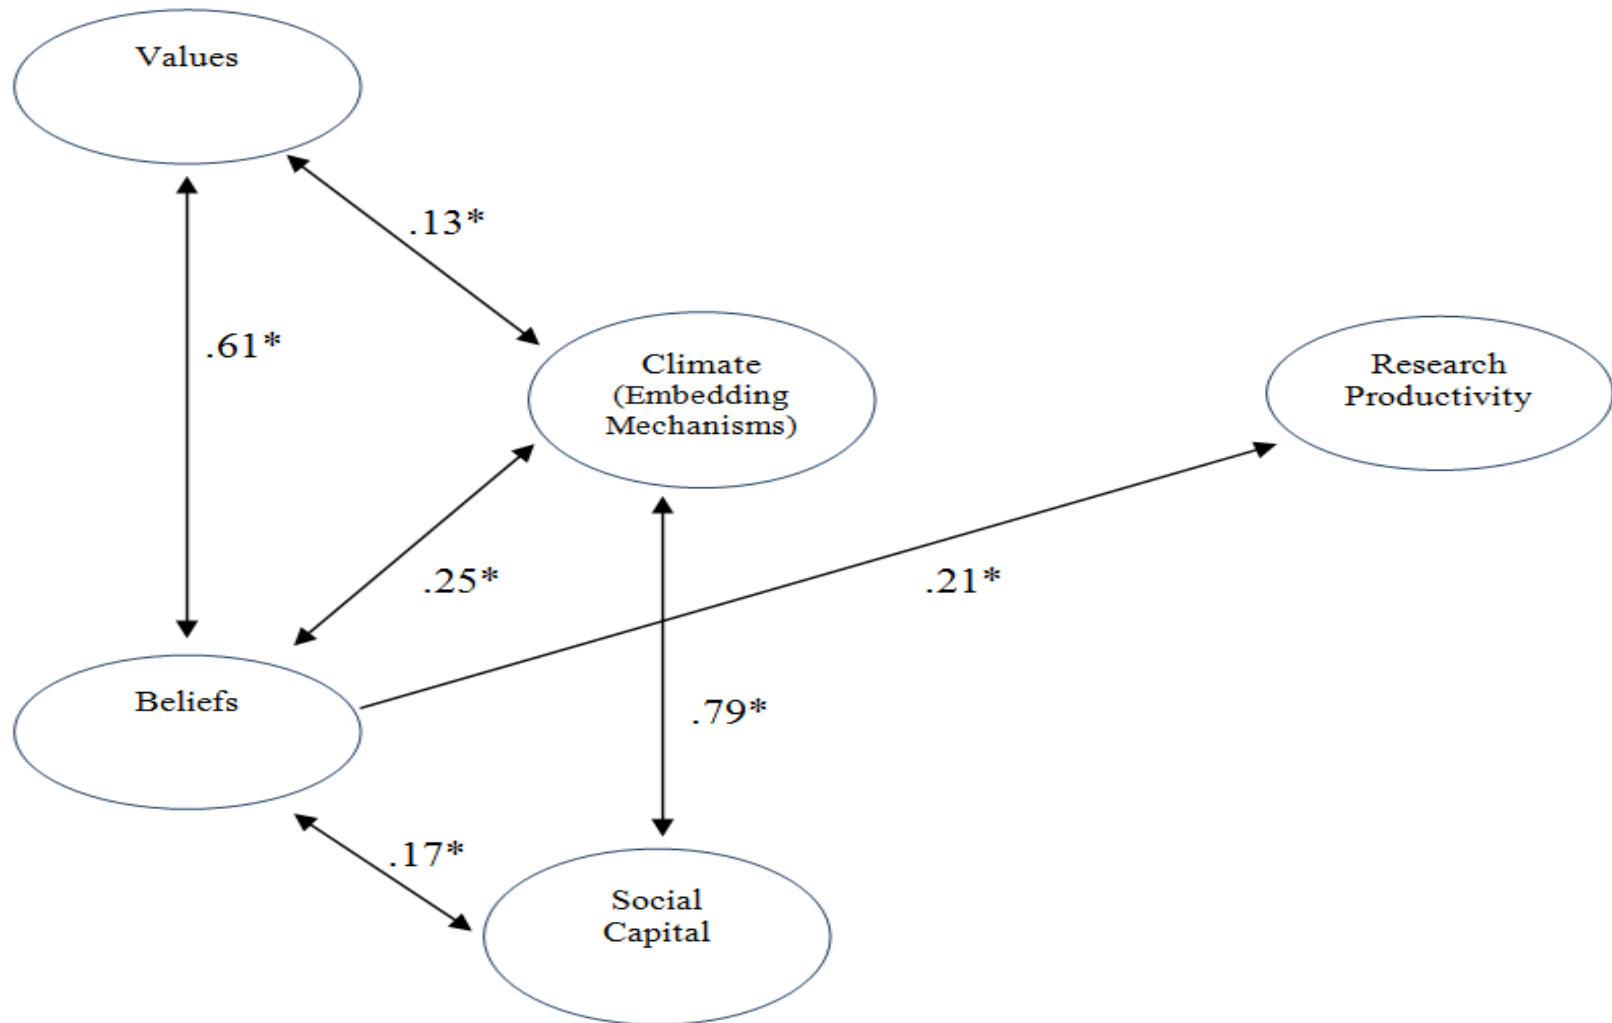 Values
.13*
.61*
Climate
(Embedding
Mechanisms)
Research
Productivity
.25*
.21*
Beliefs
.79*
.17*
Social
Capital